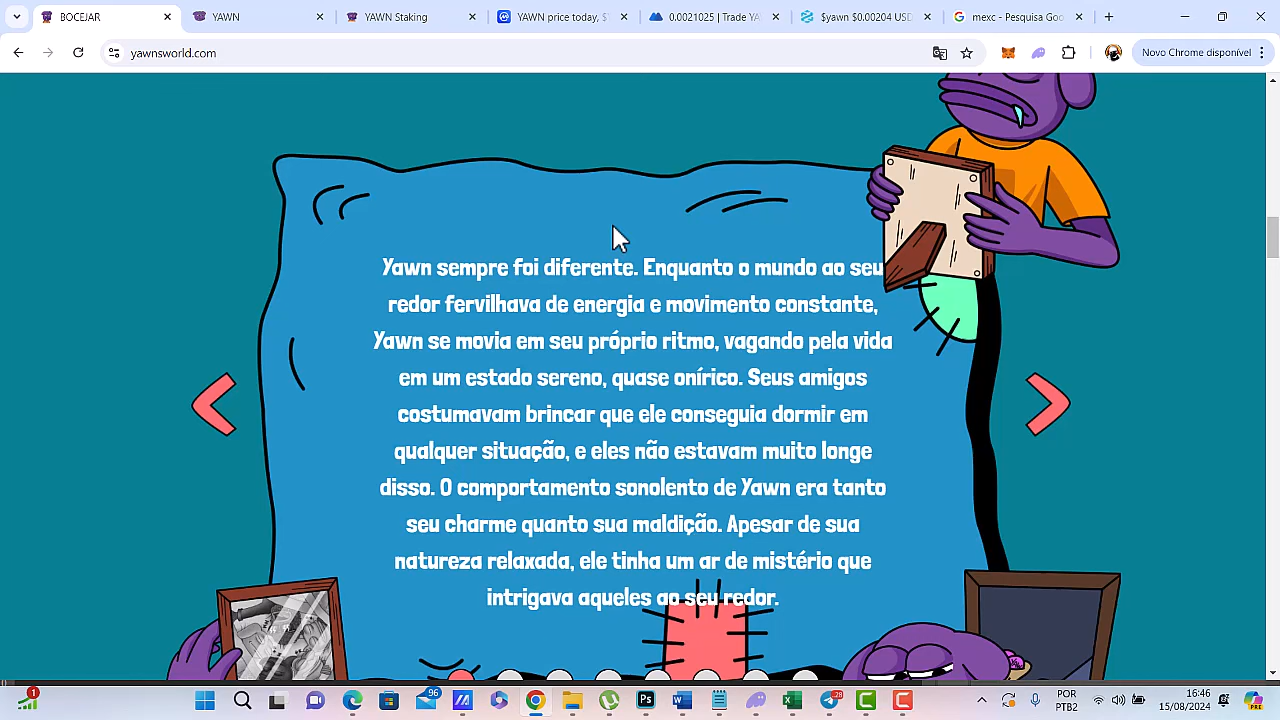 BOCEJAR
YAWN
YAWN Staking
YAWN price today, $
0.0021025 | T
$yawn $0.00204 USD
mexc - Pesquisa Goo
yawnsworld.com
Novo Chrome disponível
Yawn sempre foi diferente. Enquanto o mundo ao seu
redor fervilhava de energia e movimento constante,
Yawn se movia em seu próprio ritmo, vagando pela vida
em um estado sereno, quase onírico. Seus amigos
costumavam brincar que ele conseguia dormir em
qualquer situação, e eles não estavam muito longe
disso. O comportamento sonolento de Yawn era tanto
seu charme quanto sua maldição. Apesar de sua
natureza relaxada, ele tinha um ar de mistério que
intrigava aqueles ao seu redor.
1
96
28
POR
PTB2
16:46
15/08/2024
PRE